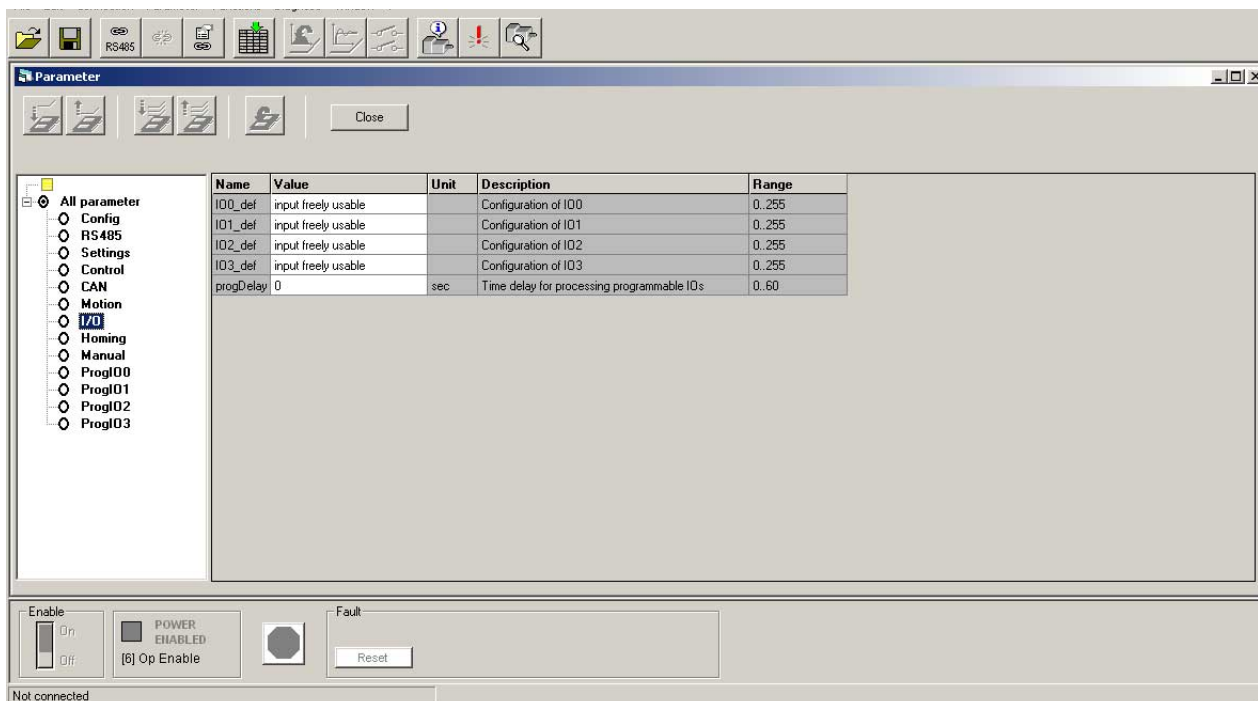 RS485
Parameter
Close
All parameter
Config
RS485
Settings
Control
CAN
Motion
I/O
Homing
Manual
ProgIO0
ProgIO1
ProgIO2
ProgIO3
Name Value Unit Description Range
IO0_def input freely usable Configuration of IO0 0..255
IO1_def input freely usable Configuration of IO1 0..255
IO2_def input freely usable Configuration of IO2 0..255
IO3_def input freely usable Configuration of IO3 0..255
progDelay 0 sec Time delay for processing programmable IOs 0..60
Enable
On
Off
POWER
ENABLED
[6] Op Enable
Fault
Reset
Not connected